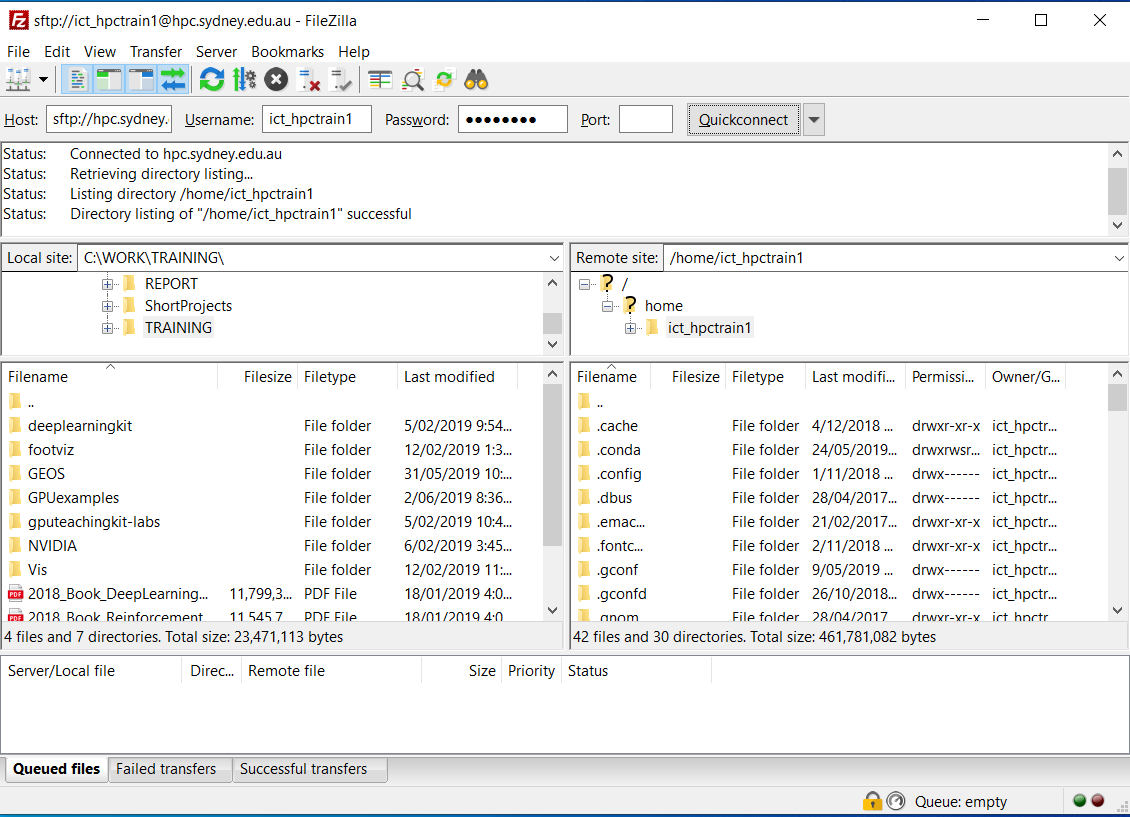 sftp://ict_hpctrain1@hpc.sydney.edu.au - FileZilla
File Edit View Transfer Server Bookmarks Help
Host: sftp://hpc.sydney. Username: ict_hpctrain1 Password: ●●●●●●●● Port: Quickconnect
Status: Connected to hpc.sydney.edu.au
Status: Retrieving directory listing...
Status: Listing directory /home/ict_hpctrain1
Status: Directory listing of "/home/ict_hpctrain1" successful
Local site: C:\WORK\TRAINING\
REPORT
ShortProjects
TRAINING
Remote site: /home/ict_hpctrain1
/
home
ict_hpctrain1
Filename Filesize Filetype Last modified
..
deeplearningkit File folder 5/02/2019 9:54...
footviz File folder 12/02/2019 1:3...
GEOS File folder 31/05/2019 10:...
GPUexamples File folder 2/06/2019 8:36...
gputeachingkit-labs File folder 5/02/2019 10:4...
NVIDIA File folder 6/02/2019 3:45...
Vis File folder 12/02/2019 11:...
2018_Book_DeepLearning... 11,799,3... PDF File 18/01/2019 4:0...
2018_Book_Reinforcement 11,545,7 PDF File 18/01/2019 4:0
4 files and 7 directories. Total size: 23,471,113 bytes
Filename Filesize Filetype Last modifi... Permissi... Owner/G...
..
.cache File folder 4/12/2018 ... drwxr-xr-x ict_hpctr...
.conda File folder 24/05/2019... drwxrwsr... ict_hpctr...
.config File folder 1/11/2018 ... drwx------ ict_hpctr...
.dbus File folder 28/04/2017... drwx------ ict_hpctr...
.emac... File folder 21/02/2017... drwxr-xr-x ict_hpctr...
.fontc... File folder 2/11/2018 ... drwxr-xr-x ict_hpctr...
.gconf File folder 9/05/2019 ... drwx------ ict_hpctr...
.gconfd File folder 26/10/2018... drwx------ ict_hpctr...
.gnom File folder 28/04/2017 drwxr-xr-x ict_hpctr
42 files and 30 directories. Total size: 461,781,082 bytes
Server/Local file Direc... Remote file Size Priority Status
Queued files Failed transfers Successful transfers
Queue: empty